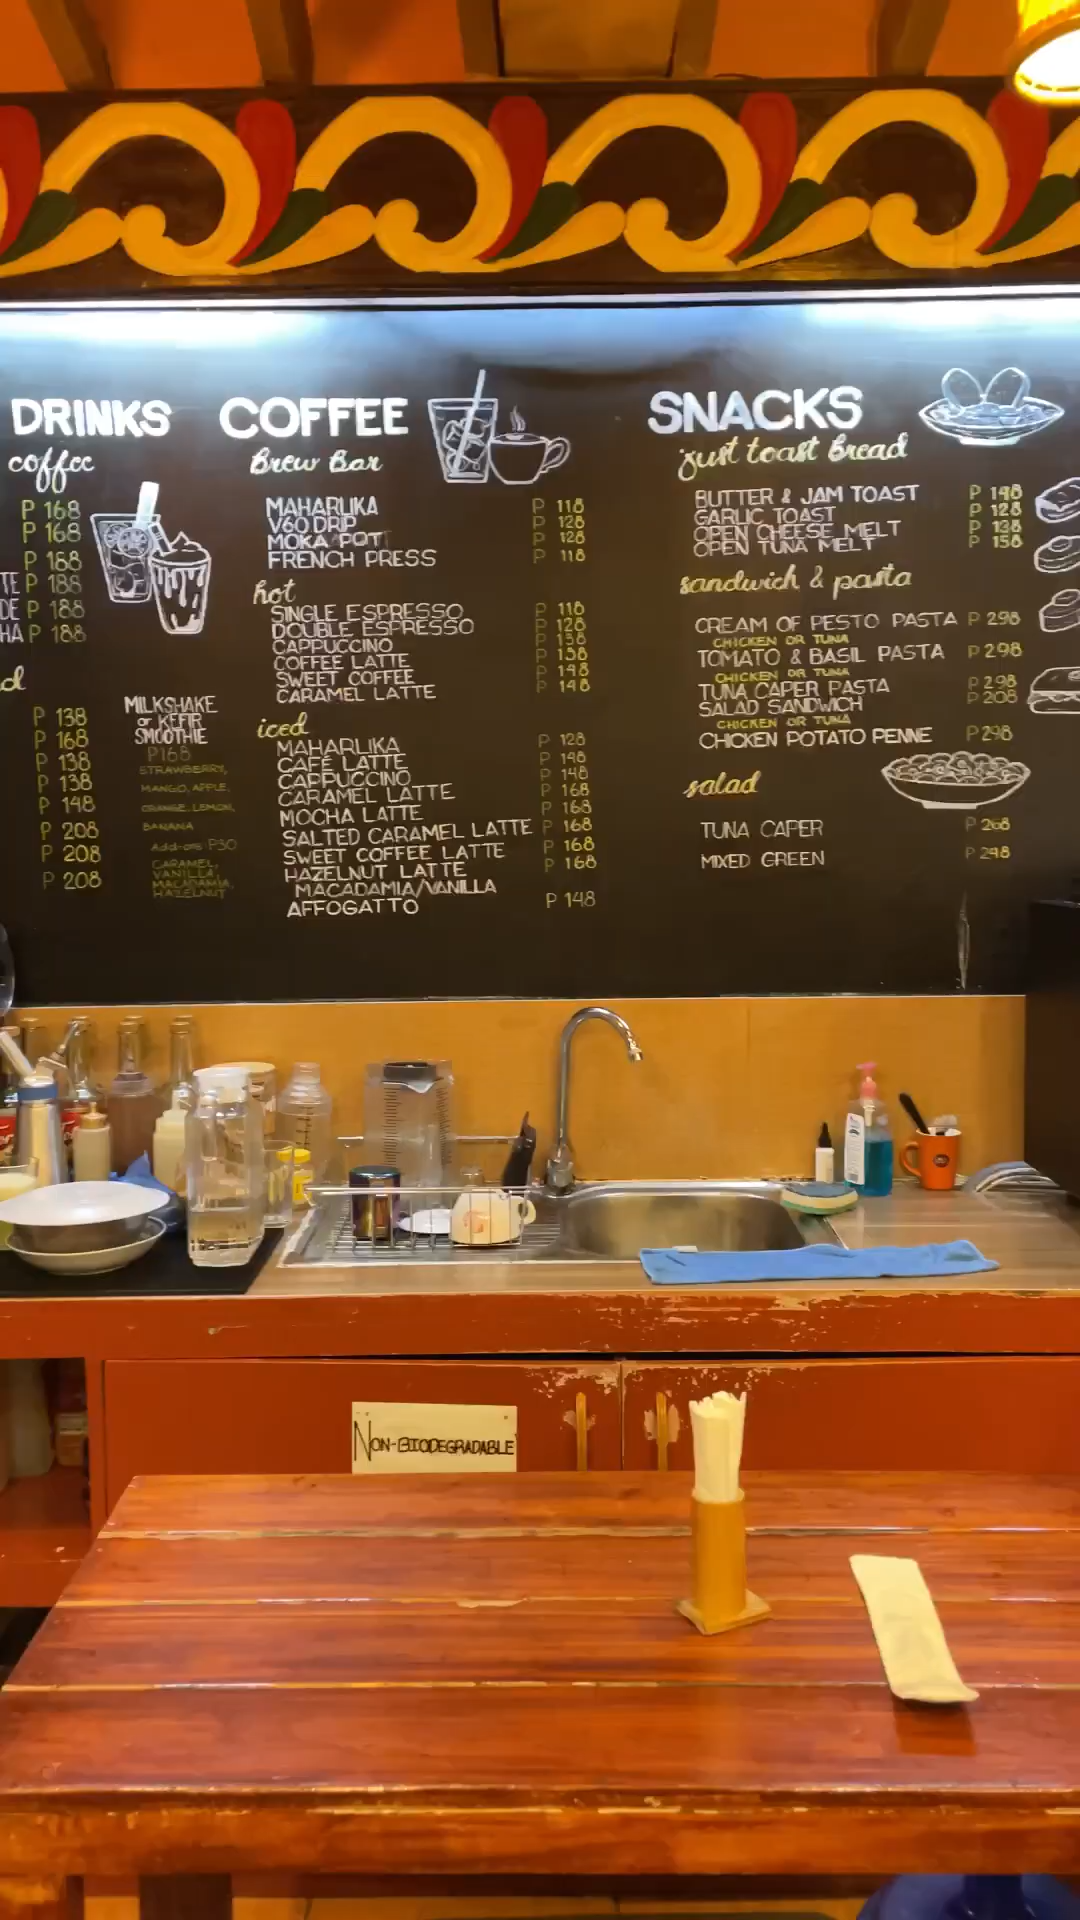 DRINKS
coffee
P 168
P 168
P 188
TE P 188
DE P 188
HA P 188
d
P 138
P 168
P 138
P 138
P 148
P 208
P 208
P 208
MILKSHAKE
or KEFIR
SMOOTHIE
P168
STRAWBERRY,
MANGO, APPLE,
ORANGE, LEMON,
BANANA
Add-ons P30
CARAMEL,
VANILLA,
MACADAMIA,
HAZELNUT
COFFEE
Brew Bar
MAHARLIKA P 118
V60 DRIP P 128
MOKA POT P 128
FRENCH PRESS P 118
hot
SINGLE ESPRESSO P 118
DOUBLE ESPRESSO P 128
CAPPUCCINO P 138
COFFEE LATTE P 138
SWEET COFFEE P 148
CARAMEL LATTE P 148
iced
MAHARLIKA P 128
CAFÉ LATTE P 148
CAPPUCCINO P 148
CARAMEL LATTE P 168
MOCHA LATTE P 168
SALTED CARAMEL LATTE P 168
SWEET COFFEE LATTE P 168
HAZELNUT LATTE P 168
MACADAMIA/VANILLA
AFFOGATTO P 148
SNACKS
just toast bread
BUTTER & JAM TOAST P 148
GARLIC TOAST P 128
OPEN CHEESE MELT P 138
OPEN TUNA MELT P 158
sandwich & pasta
CREAM OF PESTO PASTA P 298
CHICKEN OR TUNA
TOMATO & BASIL PASTA P 298
CHICKEN OR TUNA
TUNA CAPER PASTA P 298
SALAD SANDWICH P 208
CHICKEN OR TUNA
CHICKEN POTATO PENNE P 298
salad
TUNA CAPER P 268
MIXED GREEN P 248
NON-BIODEGRADABLE